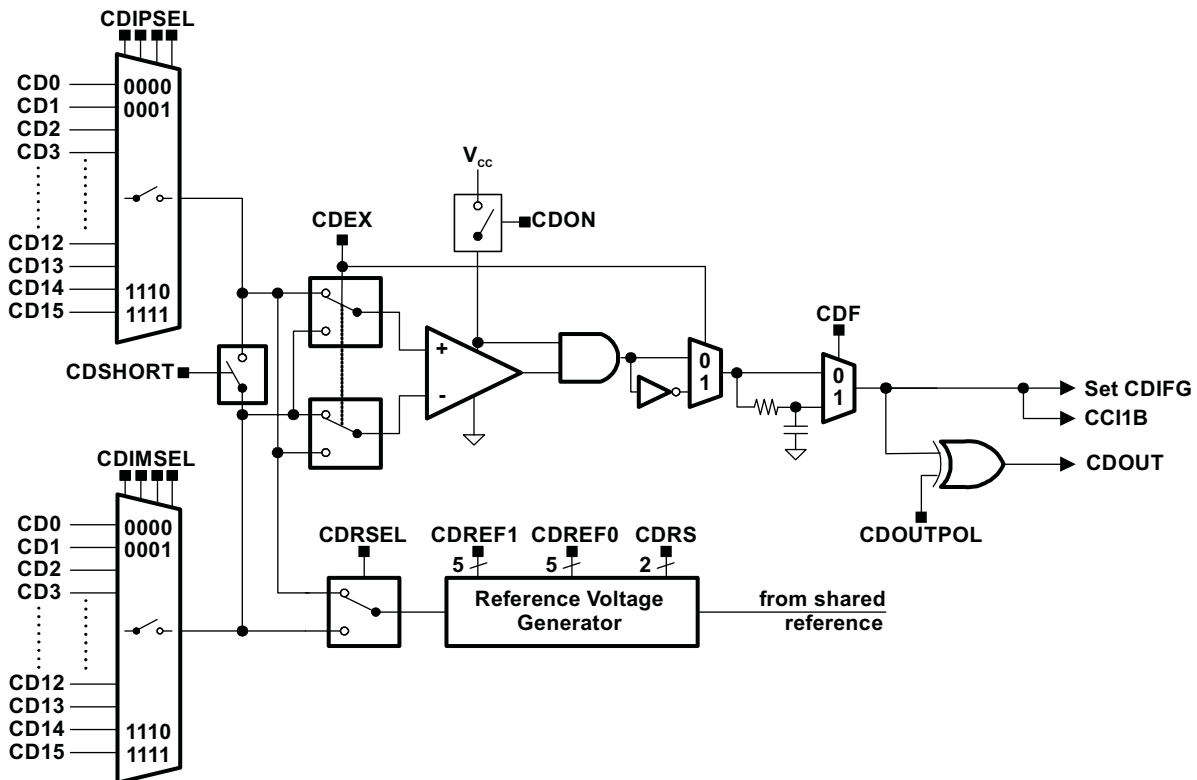 CDIPSEL
CD0
0000
CD1
0001
CD2
CD3
CD12
CD13
CD14
1110
CD15
1111
VCC
CDON
CDEX
CDSHORT
+
-
0
1
CDF
0
1
Set CDIFG
CCI1B
CDOUT
CDOUTPOL
CDIMSEL
CD0
0000
CD1
0001
CD2
CD3
CD12
CD13
CD14
1110
CD15
1111
CDRSEL
CDREF1
CDREF0
CDRS
5
5
2
Reference Voltage
Generator
from shared
reference